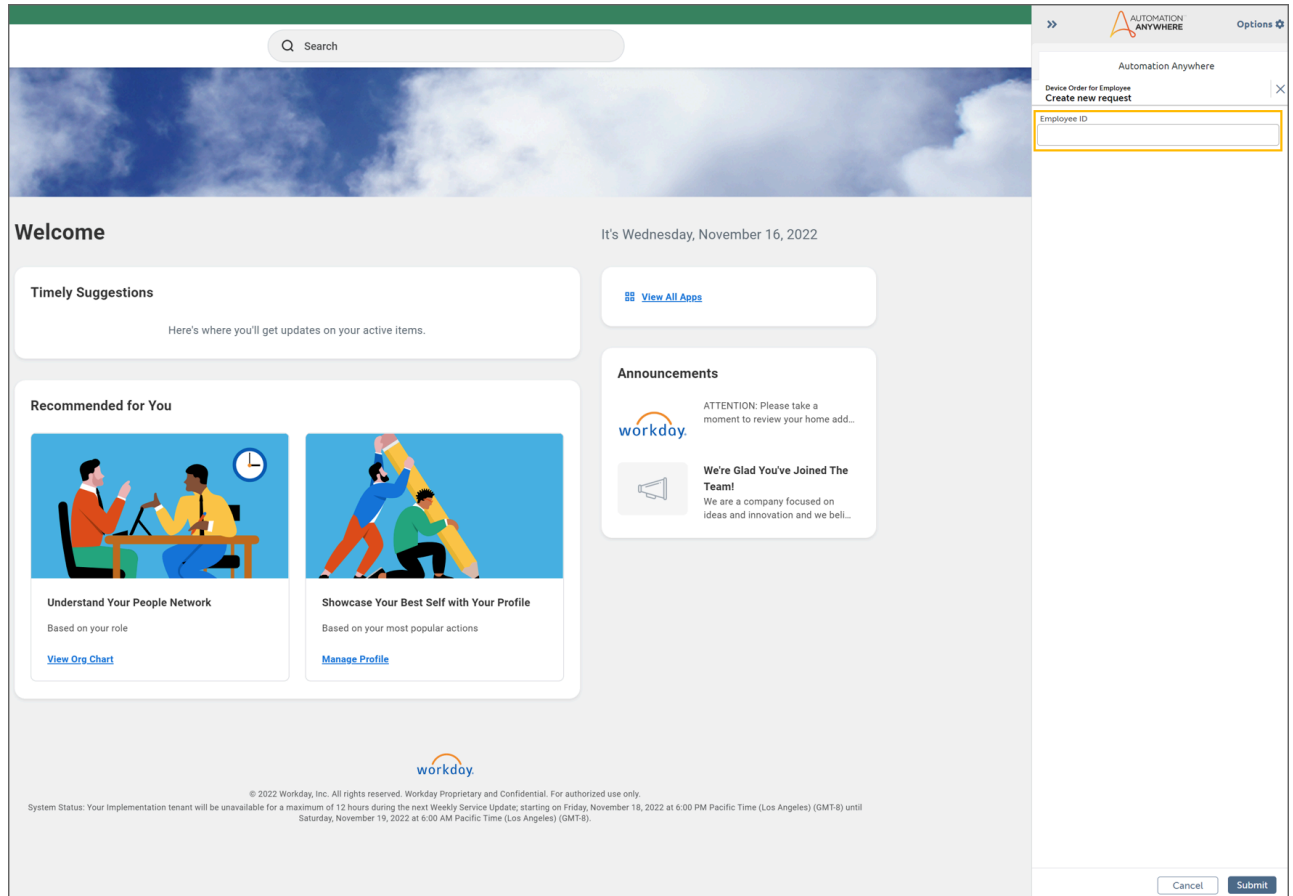 Search
AUTOMATION
ANYWHERE
Options
Automation Anywhere
Device Order for Employee
Create new request
Employee ID
Welcome
It's Wednesday, November 16, 2022
Timely Suggestions
Here's where you'll get updates on your active items.
View All Apps
Recommended for You
Understand Your People Network
Based on your role
View Org Chart
Showcase Your Best Self with Your Profile
Based on your most popular actions
Manage Profile
Announcements
workday.
ATTENTION: Please take a
moment to review your home add...
We're Glad You've Joined The
Team!
We are a company focused on
ideas and innovation and we beli...
workday.
© 2022 Workday, Inc. All rights reserved. Workday Proprietary and Confidential. For authorized use only.
System Status: Your Implementation tenant will be unavailable for a maximum of 12 hours during the next Weekly Service Update; starting on Friday, November 18, 2022 at 6:00 PM Pacific Time (Los Angeles) (GMT-8) until
Saturday, November 19, 2022 at 6:00 AM Pacific Time (Los Angeles) (GMT-8).
Cancel
Submit